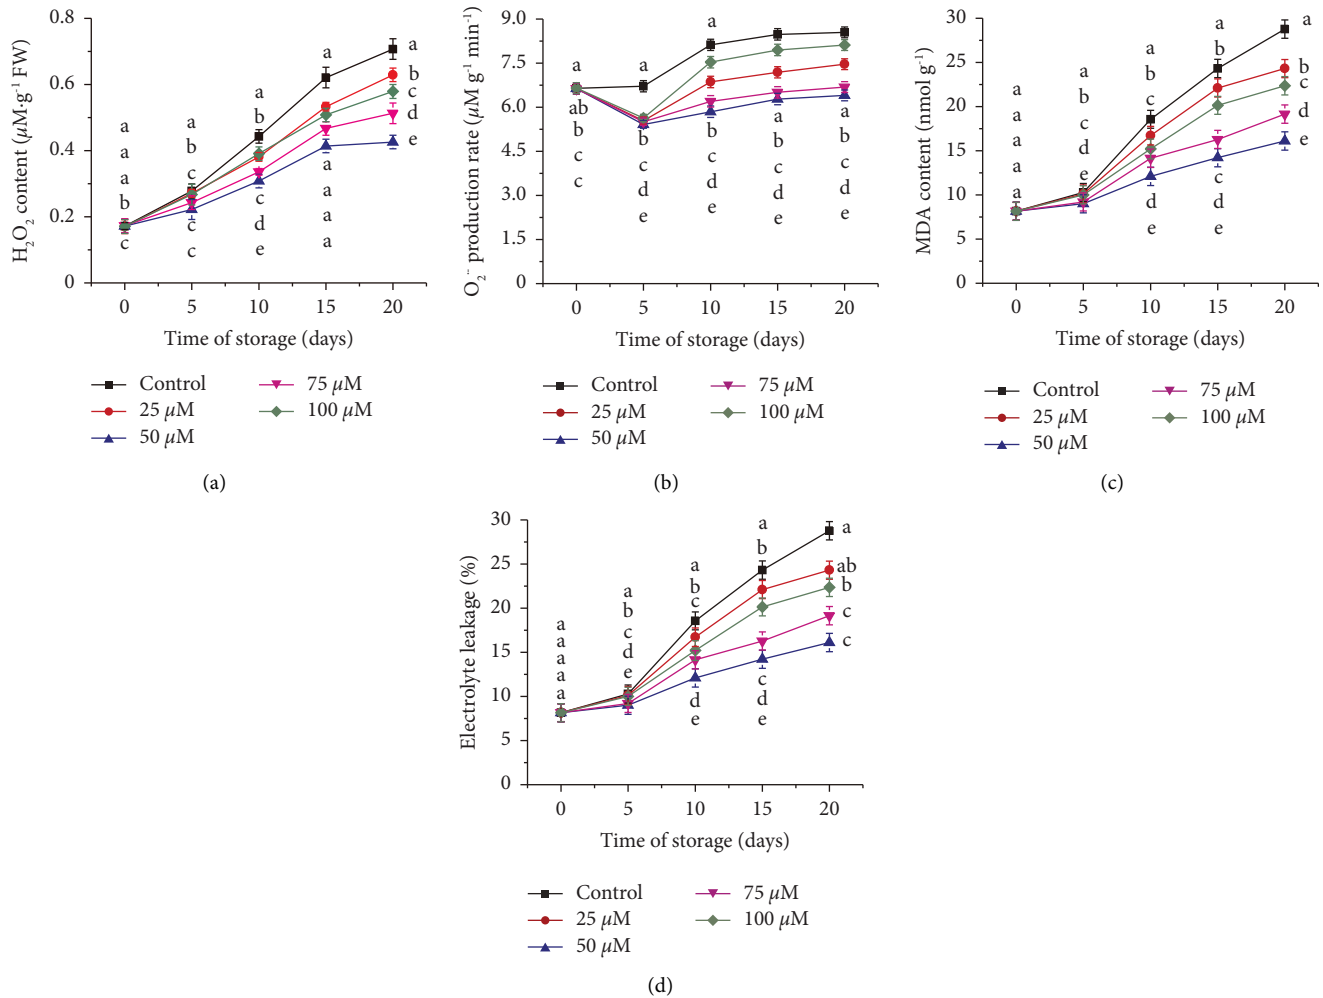 H₂O₂ content (μM·g⁻¹ FW)
0.8
0.6
0.4
0.2
0
a
a
a
b
c
a
b
c
c
c
a
b
c
d
e
a
a
a
a
a
a
b
c
d
e
0 5 10 15 20
Time of storage (days)
Control
25 μM
50 μM
75 μM
100 μM
(a)
O₂˙⁻ production rate (μM g⁻¹ min⁻¹)
9.0
7.5
6.0
4.5
3.0
1.5
0
a
ab
b
c
c
a
b
c
d
e
a
b
c
d
e
a
b
c
d
e
a
b
c
d
e
0 5 10 15 20
Time of storage (days)
Control
25 μM
50 μM
75 μM
100 μM
(b)
MDA content (nmol g⁻¹)
30
25
20
15
10
5
0
a
a
a
a
a
a
b
c
d
e
a
b
c
d
e
a
b
c
d
e
a
b
c
d
e
0 5 10 15 20
Time of storage (days)
Control
25 μM
50 μM
75 μM
100 μM
(c)
Electrolyte leakage (%)
30
25
20
15
10
5
0
a
a
a
a
a
a
b
c
d
e
a
b
c
d
e
a
b
c
d
e
a
ab
b
c
c
0 5 10 15 20
Time of storage (days)
Control
25 μM
50 μM
75 μM
100 μM
(d)